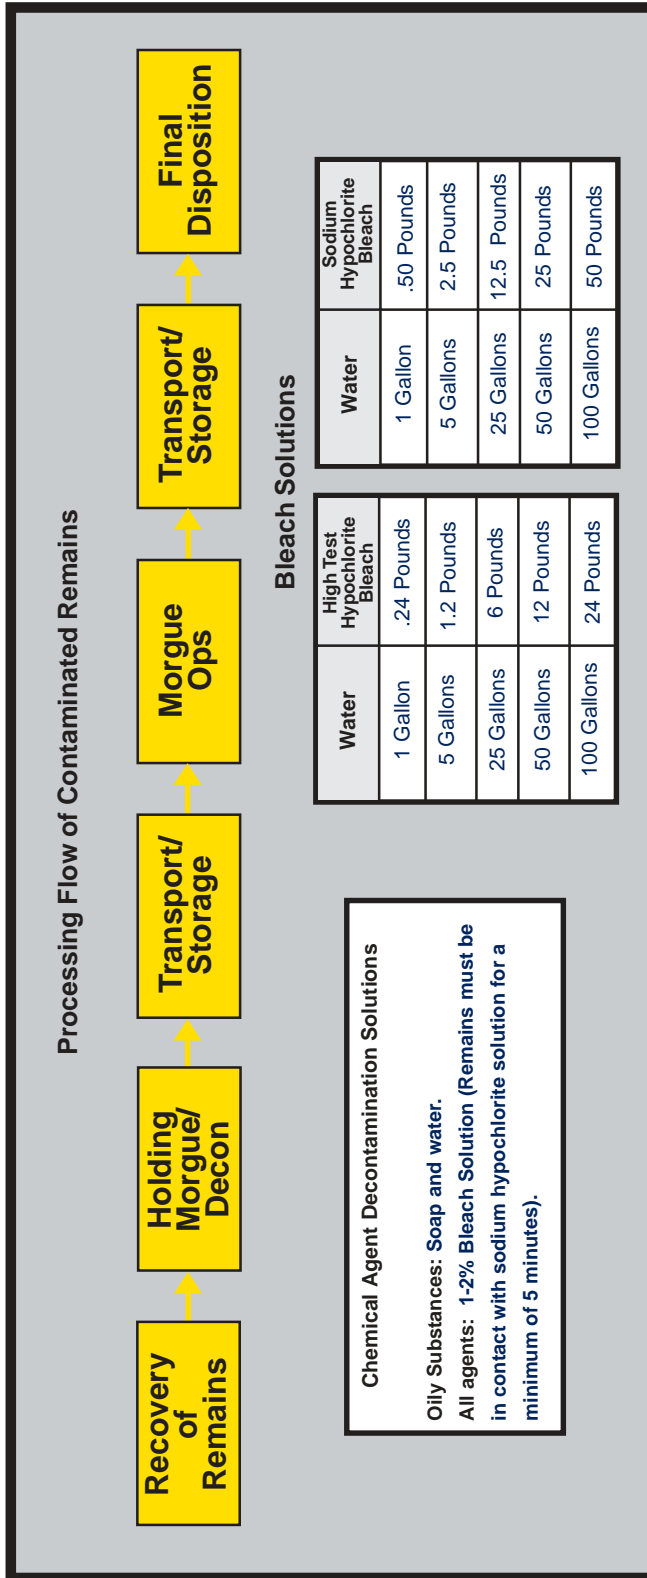 Processing Flow of Contaminated Remains
Recovery
of
Remains
Holding
Morgue/
Decon
Transport/
Storage
Morgue
Ops
Transport/
Storage
Final
Disposition
Chemical Agent Decontamination Solutions
Oily Substances: Soap and water.
All agents: 1-2% Bleach Solution (Remains must be
in contact with sodium hypochlorite solution for a
minimum of 5 minutes).
Bleach Solutions
Water
High Test
Hypochlorite
Bleach
1 Gallon .24 Pounds
5 Gallons 1.2 Pounds
25 Gallons 6 Pounds
50 Gallons 12 Pounds
100 Gallons 24 Pounds
Water
Sodium
Hypochlorite
Bleach
1 Gallon .50 Pounds
5 Gallons 2.5 Pounds
25 Gallons 12.5 Pounds
50 Gallons 25 Pounds
100 Gallons 50 Pounds